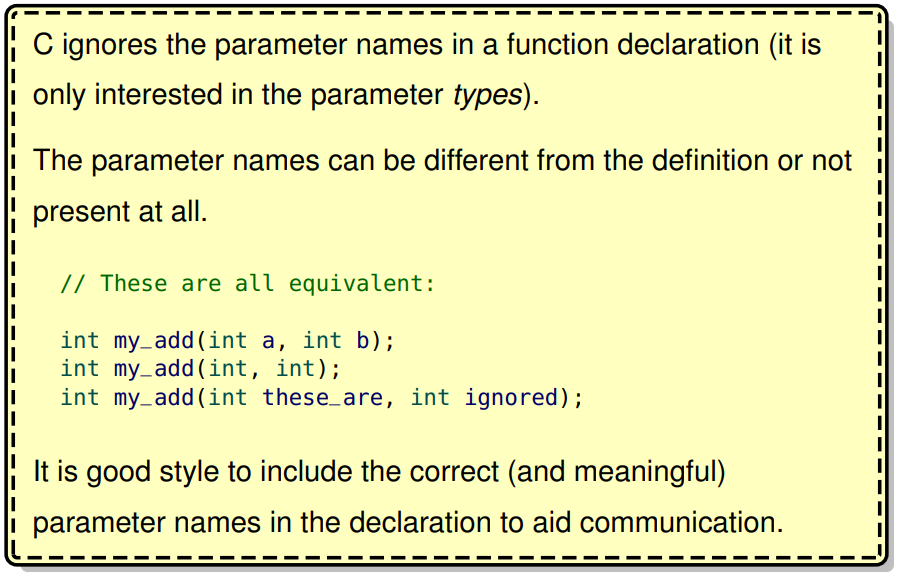 C ignores the parameter names in a function declaration (it is
only interested in the parameter types).
The parameter names can be different from the definition or not
present at all.
// These are all equivalent:
int my_add(int a, int b);
int my_add(int, int);
int my_add(int these_are, int ignored);
It is good style to include the correct (and meaningful)
parameter names in the declaration to aid communication.